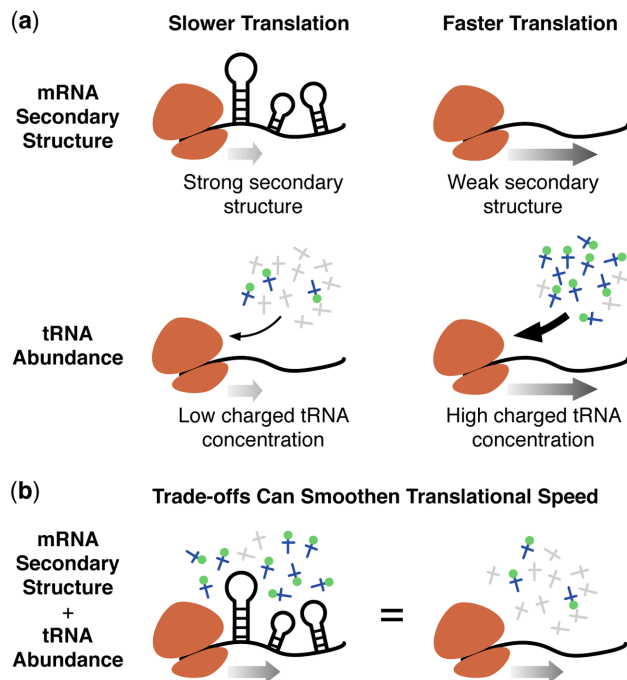 (a)
Slower Translation
Faster Translation
mRNA
Secondary
Structure
Strong secondary
structure
Weak secondary
structure
tRNA
Abundance
Low charged tRNA
concentration
High charged tRNA
concentration
(b)
Trade-offs Can Smoothen Translational Speed
mRNA
Secondary
Structure
+
tRNA
Abundance
=